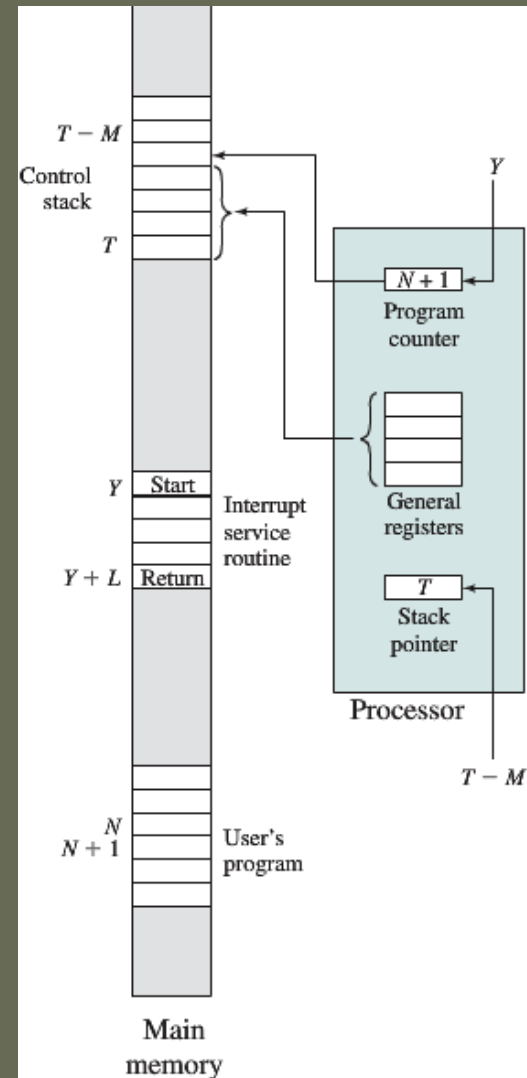 T − M
Control
stack
T
Y
N + 1
Program
counter
Y
Start
Interrupt
service
routine
Y + L
Return
General
registers
T
Stack
pointer
Processor
T − M
N
N + 1
User's
program
Main
memory